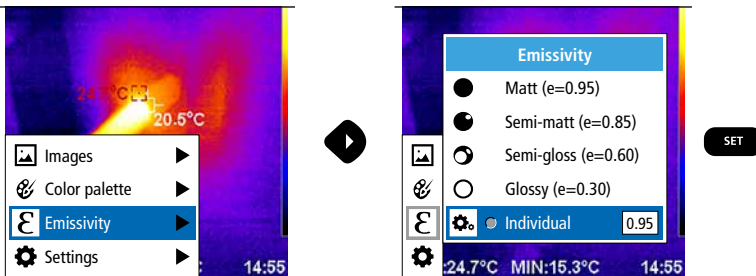 24.7°C
20.5°C
Images
Color palette
ε Emissivity
Settings
: 14:55
Emissivity
Matt (e=0.95)
Semi-matt (e=0.85)
Semi-gloss (e=0.60)
Glossy (e=0.30)
ε
Individual 0.95
:24.7°C MIN:15.3°C 14:55
SET